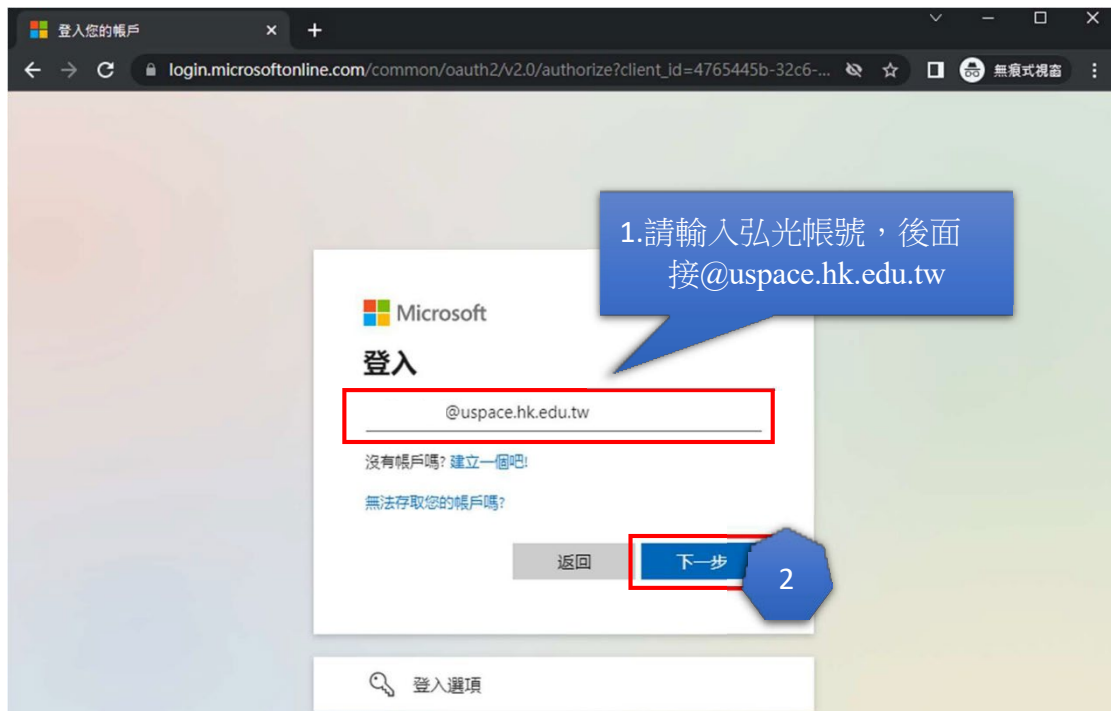 登入您的帳戶
login.microsoftonline.com/common/oauth2/v2.0/authorize?client_id=4765445b-32c6-...
無痕式視窗
1.請輸入弘光帳號，後面
接@uspace.hk.edu.tw
Microsoft
登入
@uspace.hk.edu.tw
沒有帳戶嗎? 建立一個吧!
無法存取您的帳戶嗎?
返回
下一步
2
登入選項